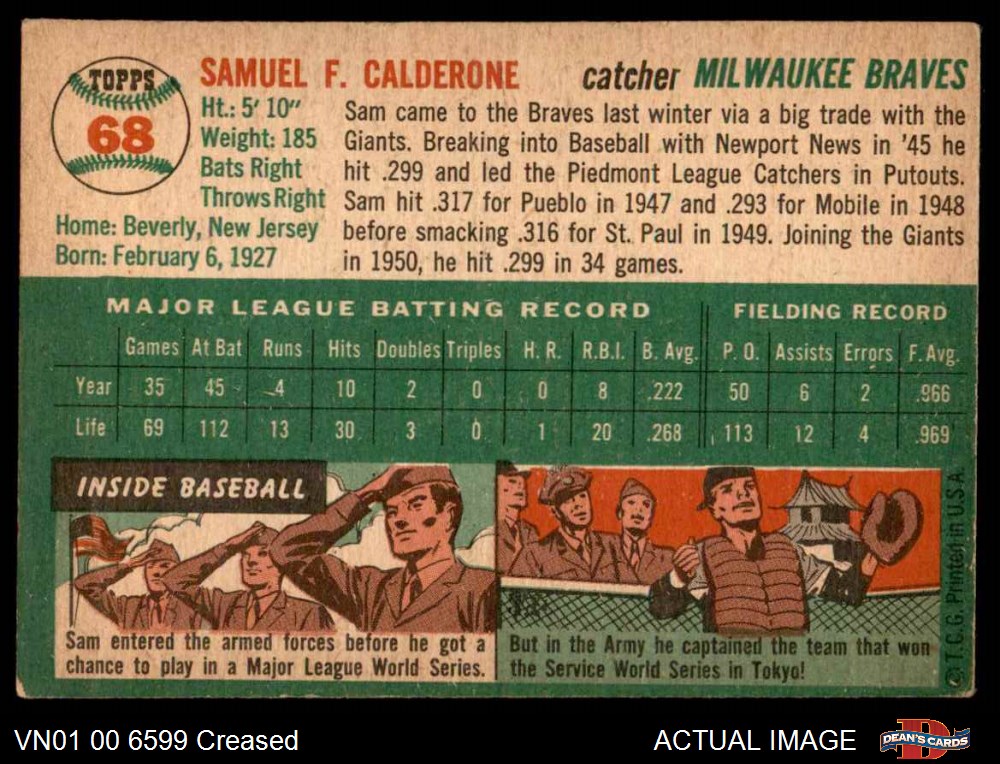 TOPPS
68
SAMUEL F. CALDERONE catcher MILWAUKEE BRAVES
Ht.: 5' 10"
Weight: 185
Bats Right
Throws Right
Home: Beverly, New Jersey
Born: February 6, 1927
Sam came to the Braves last winter via a big trade with the
Giants. Breaking into Baseball with Newport News in '45 he
hit .299 and led the Piedmont League Catchers in Putouts.
Sam hit .317 for Pueblo in 1947 and .293 for Mobile in 1948
before smacking .316 for St. Paul in 1949. Joining the Giants
in 1950, he hit .299 in 34 games.
MAJOR LEAGUE BATTING RECORD FIELDING RECORD
Games At Bat Runs Hits Doubles Triples H. R. R.B.I. B. Avg. P. O. Assists Errors F. Avg.
Year 35 45 4 10 2 0 0 8 .222 50 6 2 .966
Life 69 112 13 30 3 0 1 20 .268 113 12 4 .969
INSIDE BASEBALL
Sam entered the armed forces before he got a
chance to play in a Major League World Series.
But in the Army he captained the team that won
the Service World Series in Tokyo!
© T.C.G. Printed in U.S.A.
VN01 00 6599 Creased ACTUAL IMAGE
D
DEAN'S CARDS